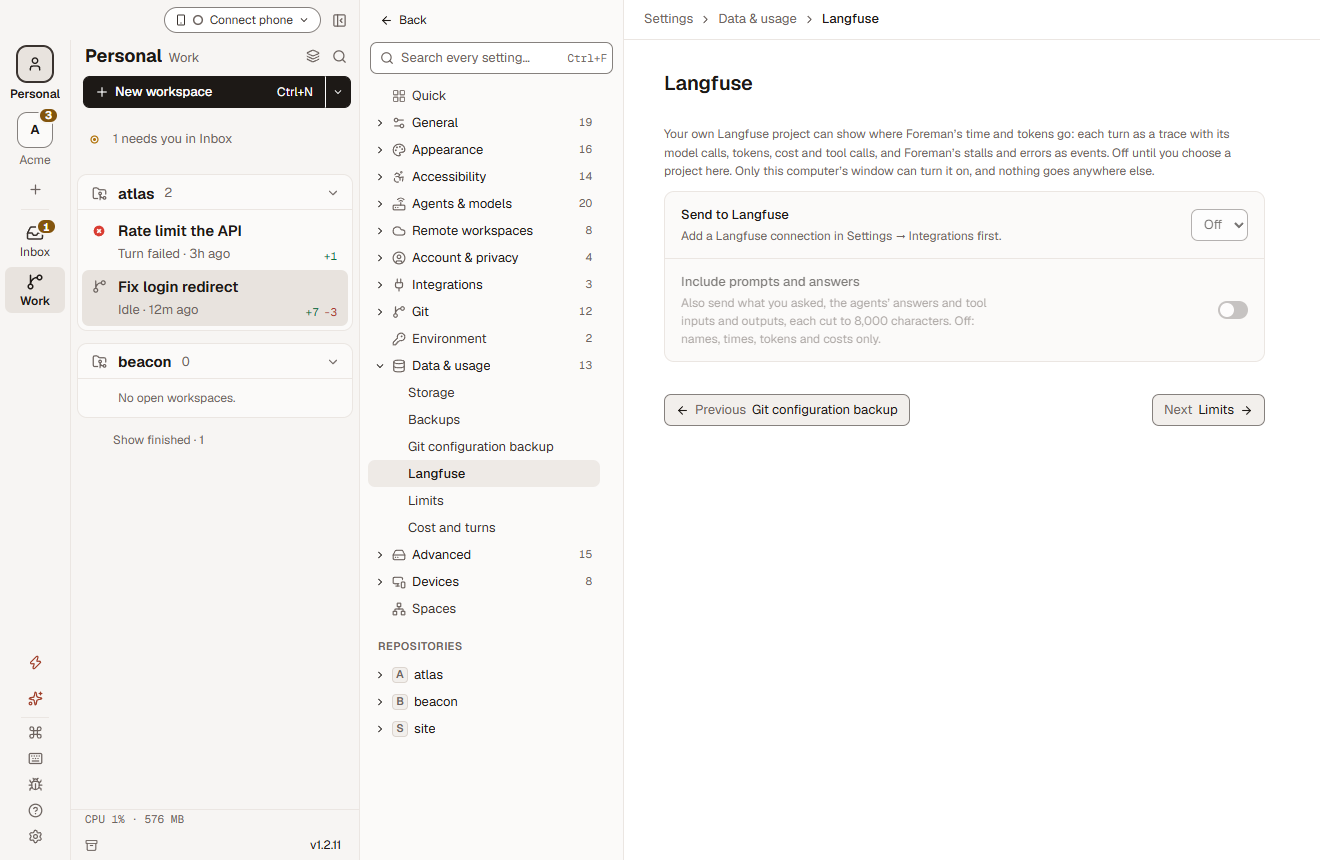 Connect phone
Personal
3
A
Acme
1
Inbox
Work
Personal Work
New workspace Ctrl+N
1 needs you in Inbox
atlas 2
Rate limit the API
Turn failed · 3h ago +1
Fix login redirect
Idle · 12m ago +7 -3
beacon 0
No open workspaces.
Show finished · 1
CPU 1% · 576 MB
v1.2.11
Back
Search every setting... Ctrl+F
Quick
General 19
Appearance 16
Accessibility 14
Agents & models 20
Remote workspaces 8
Account & privacy 4
Integrations 3
Git 12
Environment 2
Data & usage 13
Storage
Backups
Git configuration backup
Langfuse
Limits
Cost and turns
Advanced 15
Devices 8
Spaces
REPOSITORIES
A atlas
B beacon
S site
Settings > Data & usage > Langfuse
Langfuse
Your own Langfuse project can show where Foreman's time and tokens go: each turn as a trace with its
model calls, tokens, cost and tool calls, and Foreman's stalls and errors as events. Off until you choose a
project here. Only this computer's window can turn it on, and nothing goes anywhere else.
Send to Langfuse
Add a Langfuse connection in Settings → Integrations first.
Off
Include prompts and answers
Also send what you asked, the agents' answers and tool
inputs and outputs, each cut to 8,000 characters. Off:
names, times, tokens and costs only.
← Previous Git configuration backup
Next Limits →